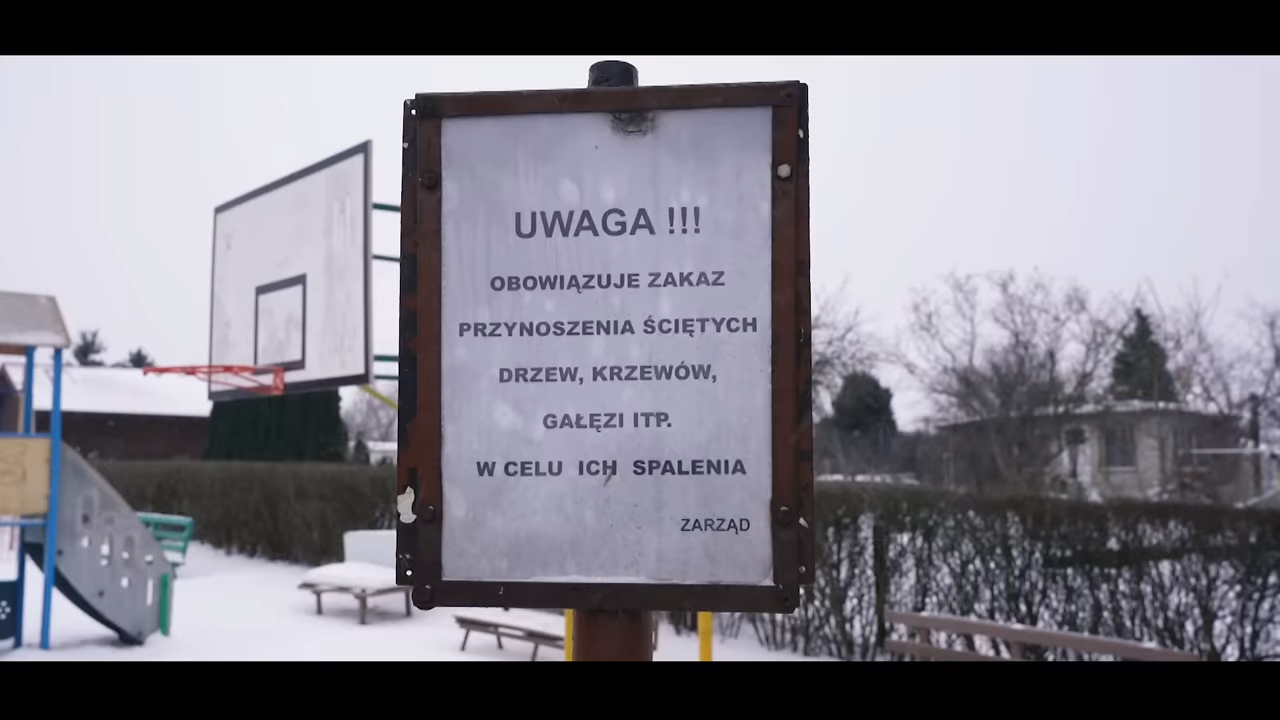 UWAGA !!!
OBOWIĄZUJE ZAKAZ
PRZYNOSZENIA ŚCIĘTYCH
DRZEW, KRZEWÓW,
GAŁĘZI ITP.
W CELU ICH SPALENIA
ZARZĄD